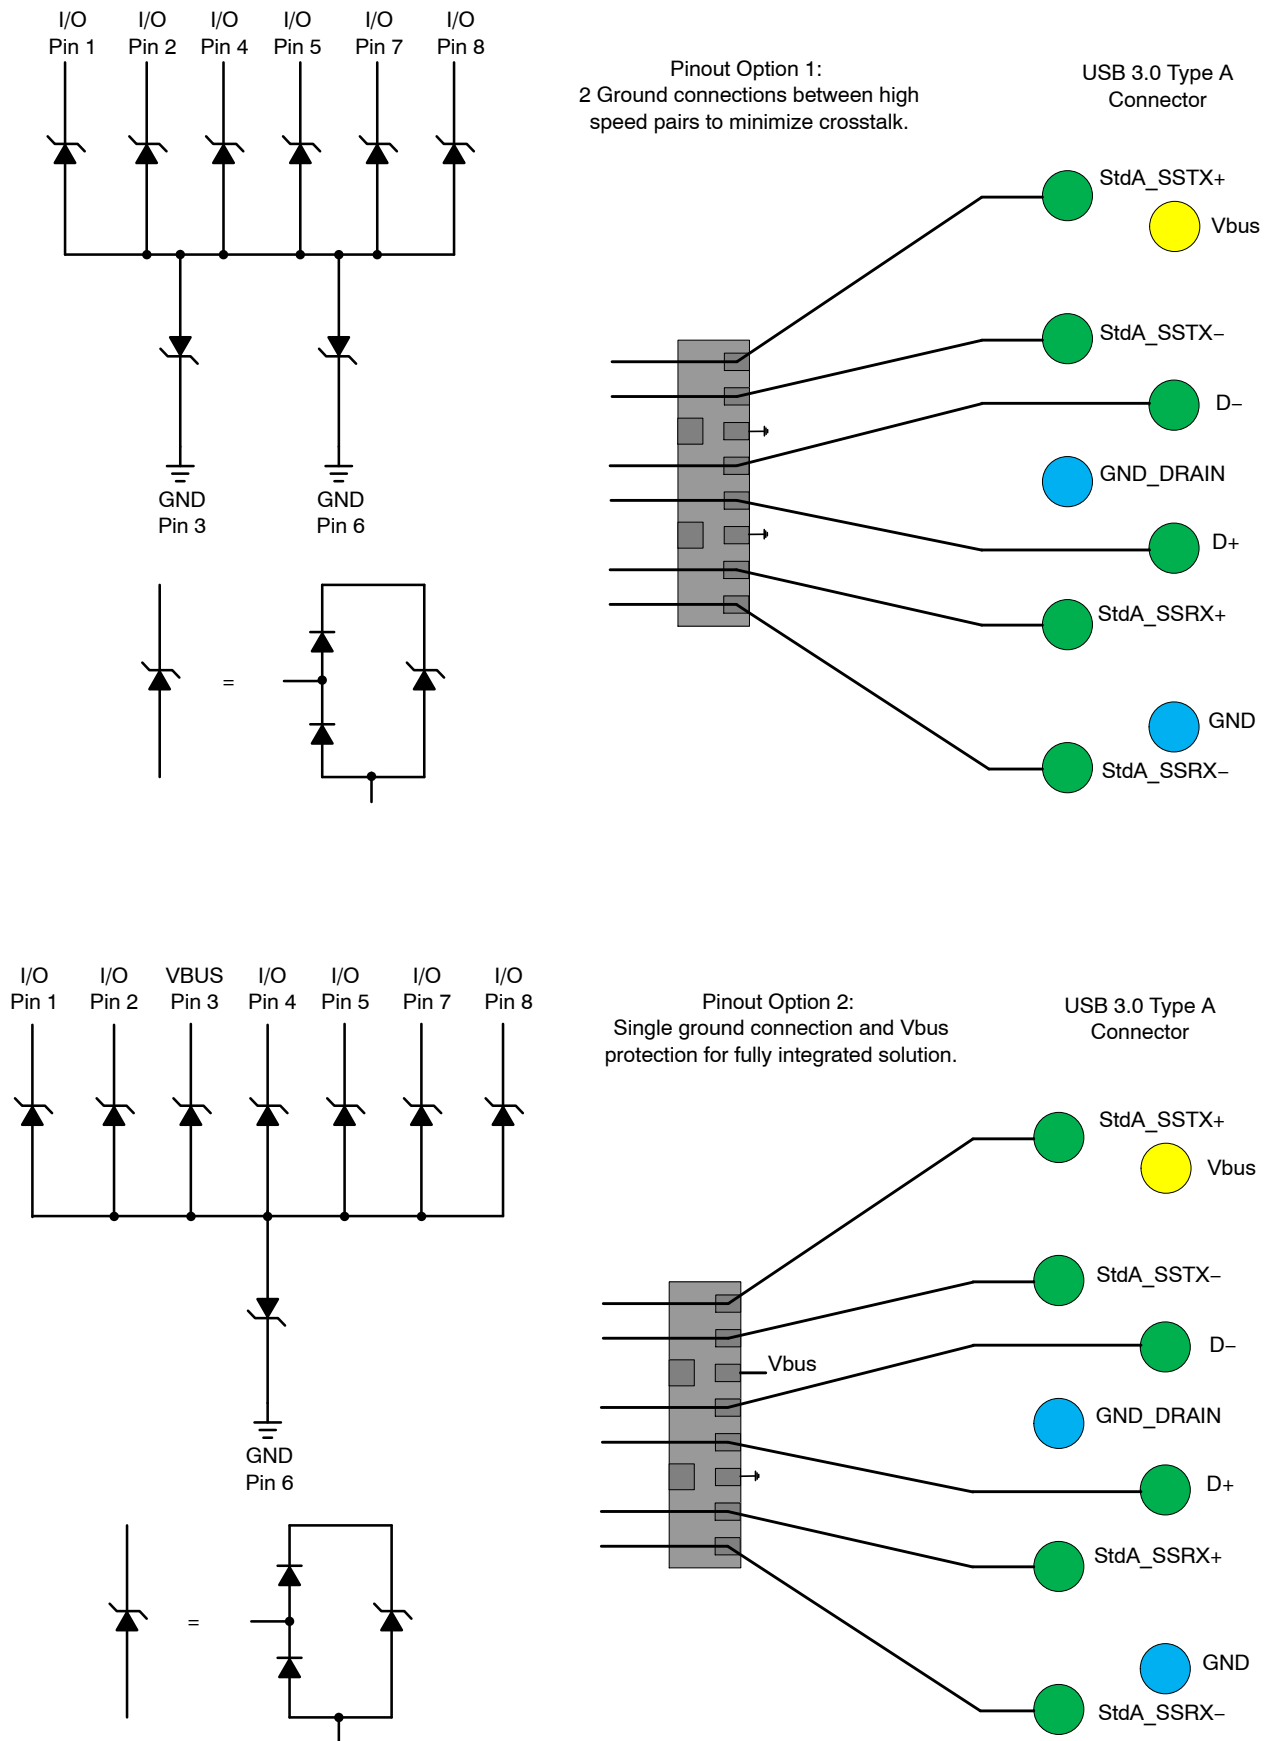 I/O I/O I/O I/O I/O I/O
Pin 1 Pin 2 Pin 4 Pin 5 Pin 7 Pin 8
GND
Pin 3
GND
Pin 6
=
Pinout Option 1:
2 Ground connections between high
speed pairs to minimize crosstalk.
USB 3.0 Type A
Connector
StdA_SSTX+
Vbus
StdA_SSTX−
D−
GND_DRAIN
D+
StdA_SSRX+
GND
StdA_SSRX−
I/O I/O VBUS I/O I/O I/O I/O
Pin 1 Pin 2 Pin 3 Pin 4 Pin 5 Pin 7 Pin 8
GND
Pin 6
=
Pinout Option 2:
Single ground connection and Vbus
protection for fully integrated solution.
USB 3.0 Type A
Connector
StdA_SSTX+
Vbus
StdA_SSTX−
Vbus
D−
GND_DRAIN
D+
StdA_SSRX+
GND
StdA_SSRX−